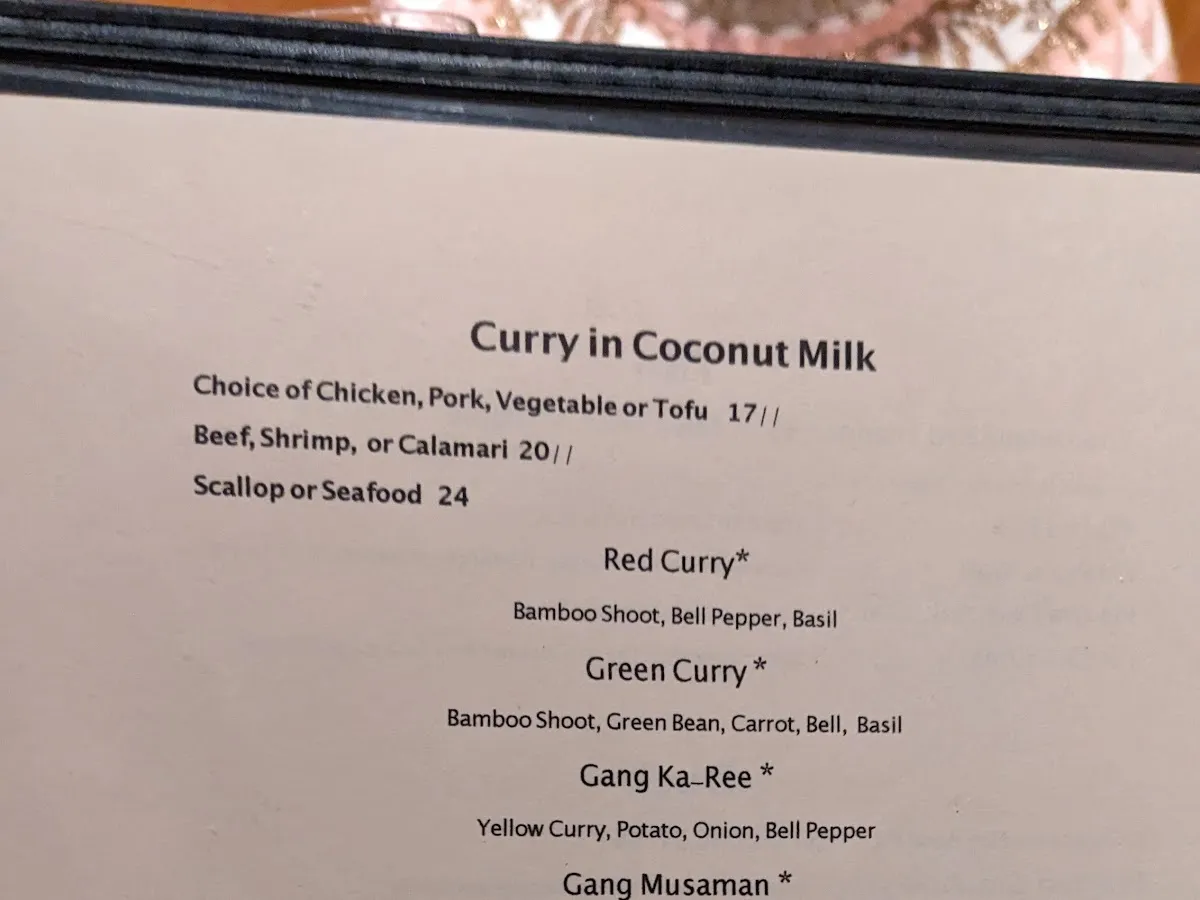 Curry in Coconut Milk
Choice of Chicken, Pork, Vegetable or Tofu 17//
Beef, Shrimp, or Calamari 20//
Scallop or Seafood 24
Red Curry*
Bamboo Shoot, Bell Pepper, Basil
Green Curry *
Bamboo Shoot, Green Bean, Carrot, Bell, Basil
Gang Ka-Ree *
Yellow Curry, Potato, Onion, Bell Pepper
Gang Musaman *